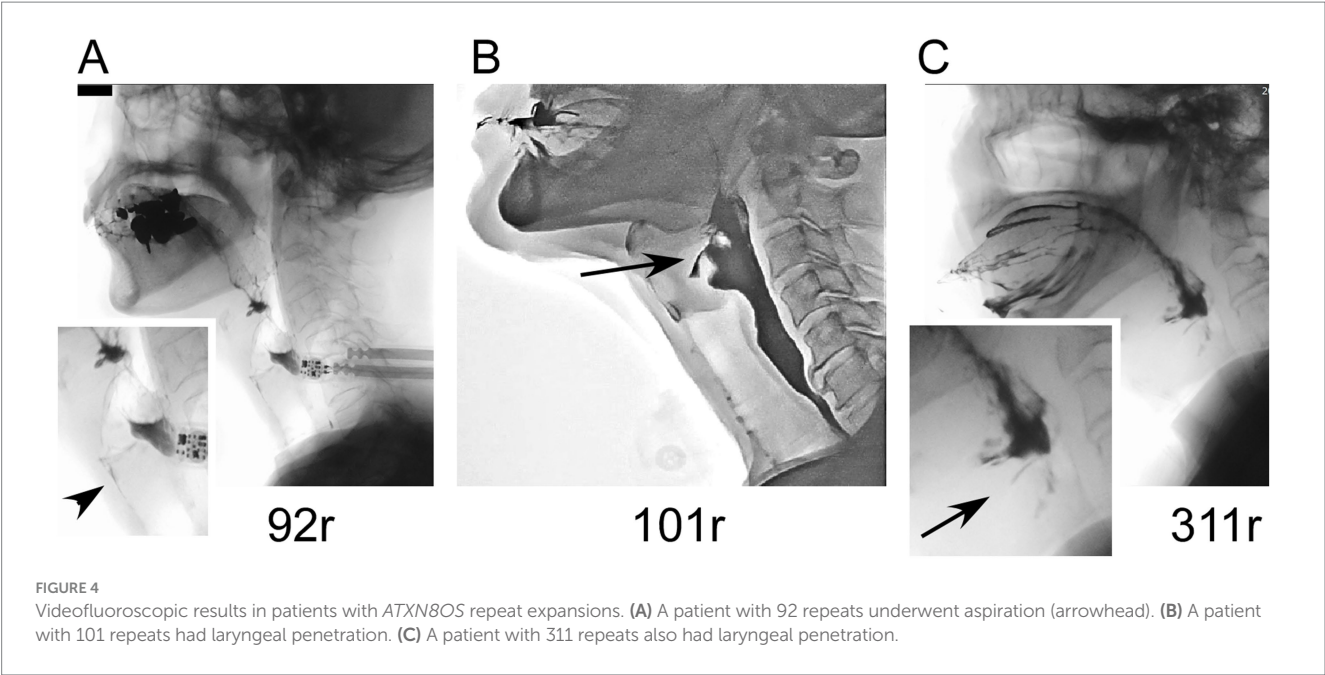 A
B
C
20
92r
101r
311r
FIGURE 4
Videofluoroscopic results in patients with ATXN8OS repeat expansions. (A) A patient with 92 repeats underwent aspiration (arrowhead). (B) A patient
with 101 repeats had laryngeal penetration. (C) A patient with 311 repeats also had laryngeal penetration.